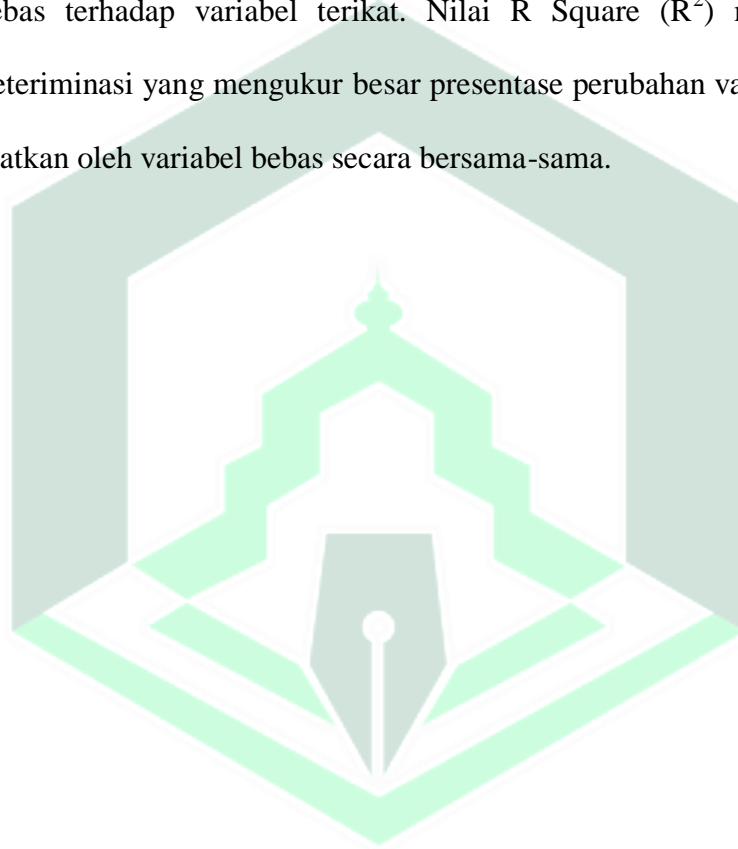 ebas terhadap variabel terikat. Nilai R Square (R²)
eteriminasi yang mengukur besar presentase perubahan va
atkan oleh variabel bebas secara bersama-sama.